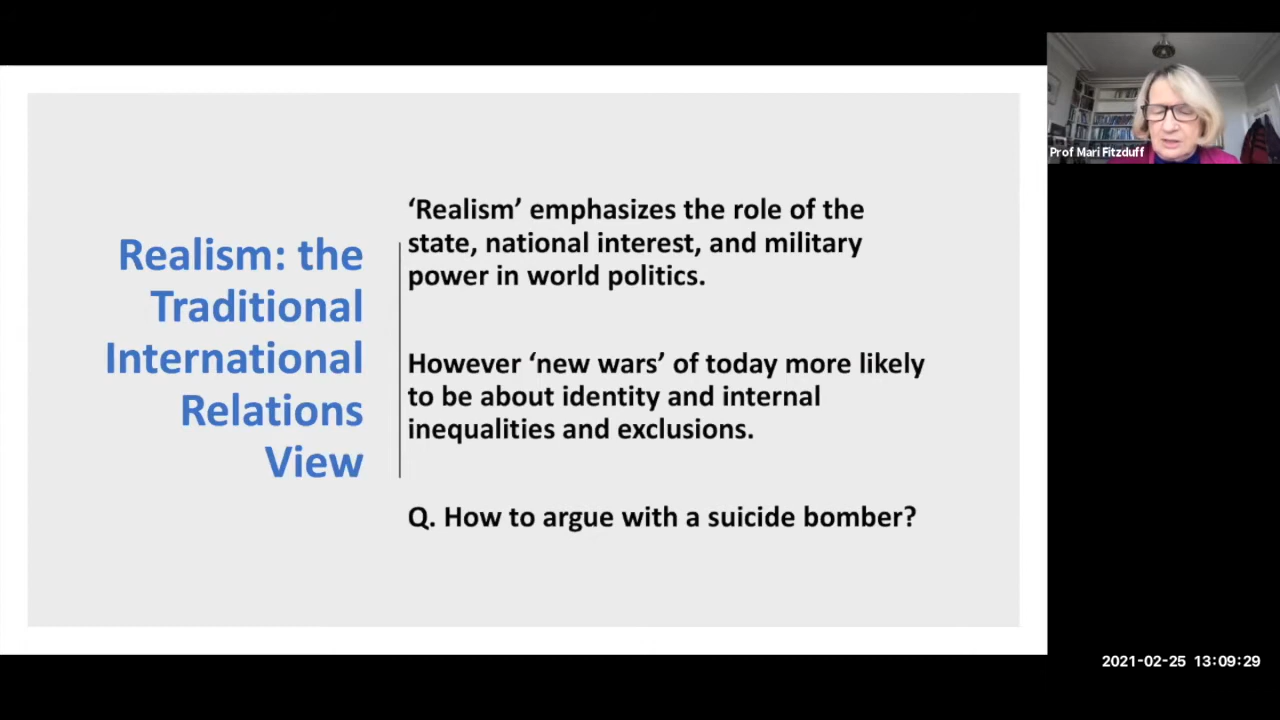 Realism: the
Traditional
International
Relations
View
‘Realism’ emphasizes the role of the
state, national interest, and military
power in world politics.
However ‘new wars’ of today more likely
to be about identity and internal
inequalities and exclusions.
Q. How to argue with a suicide bomber?
Prof Mari Fitzduff
2021-02-25 13:09:29